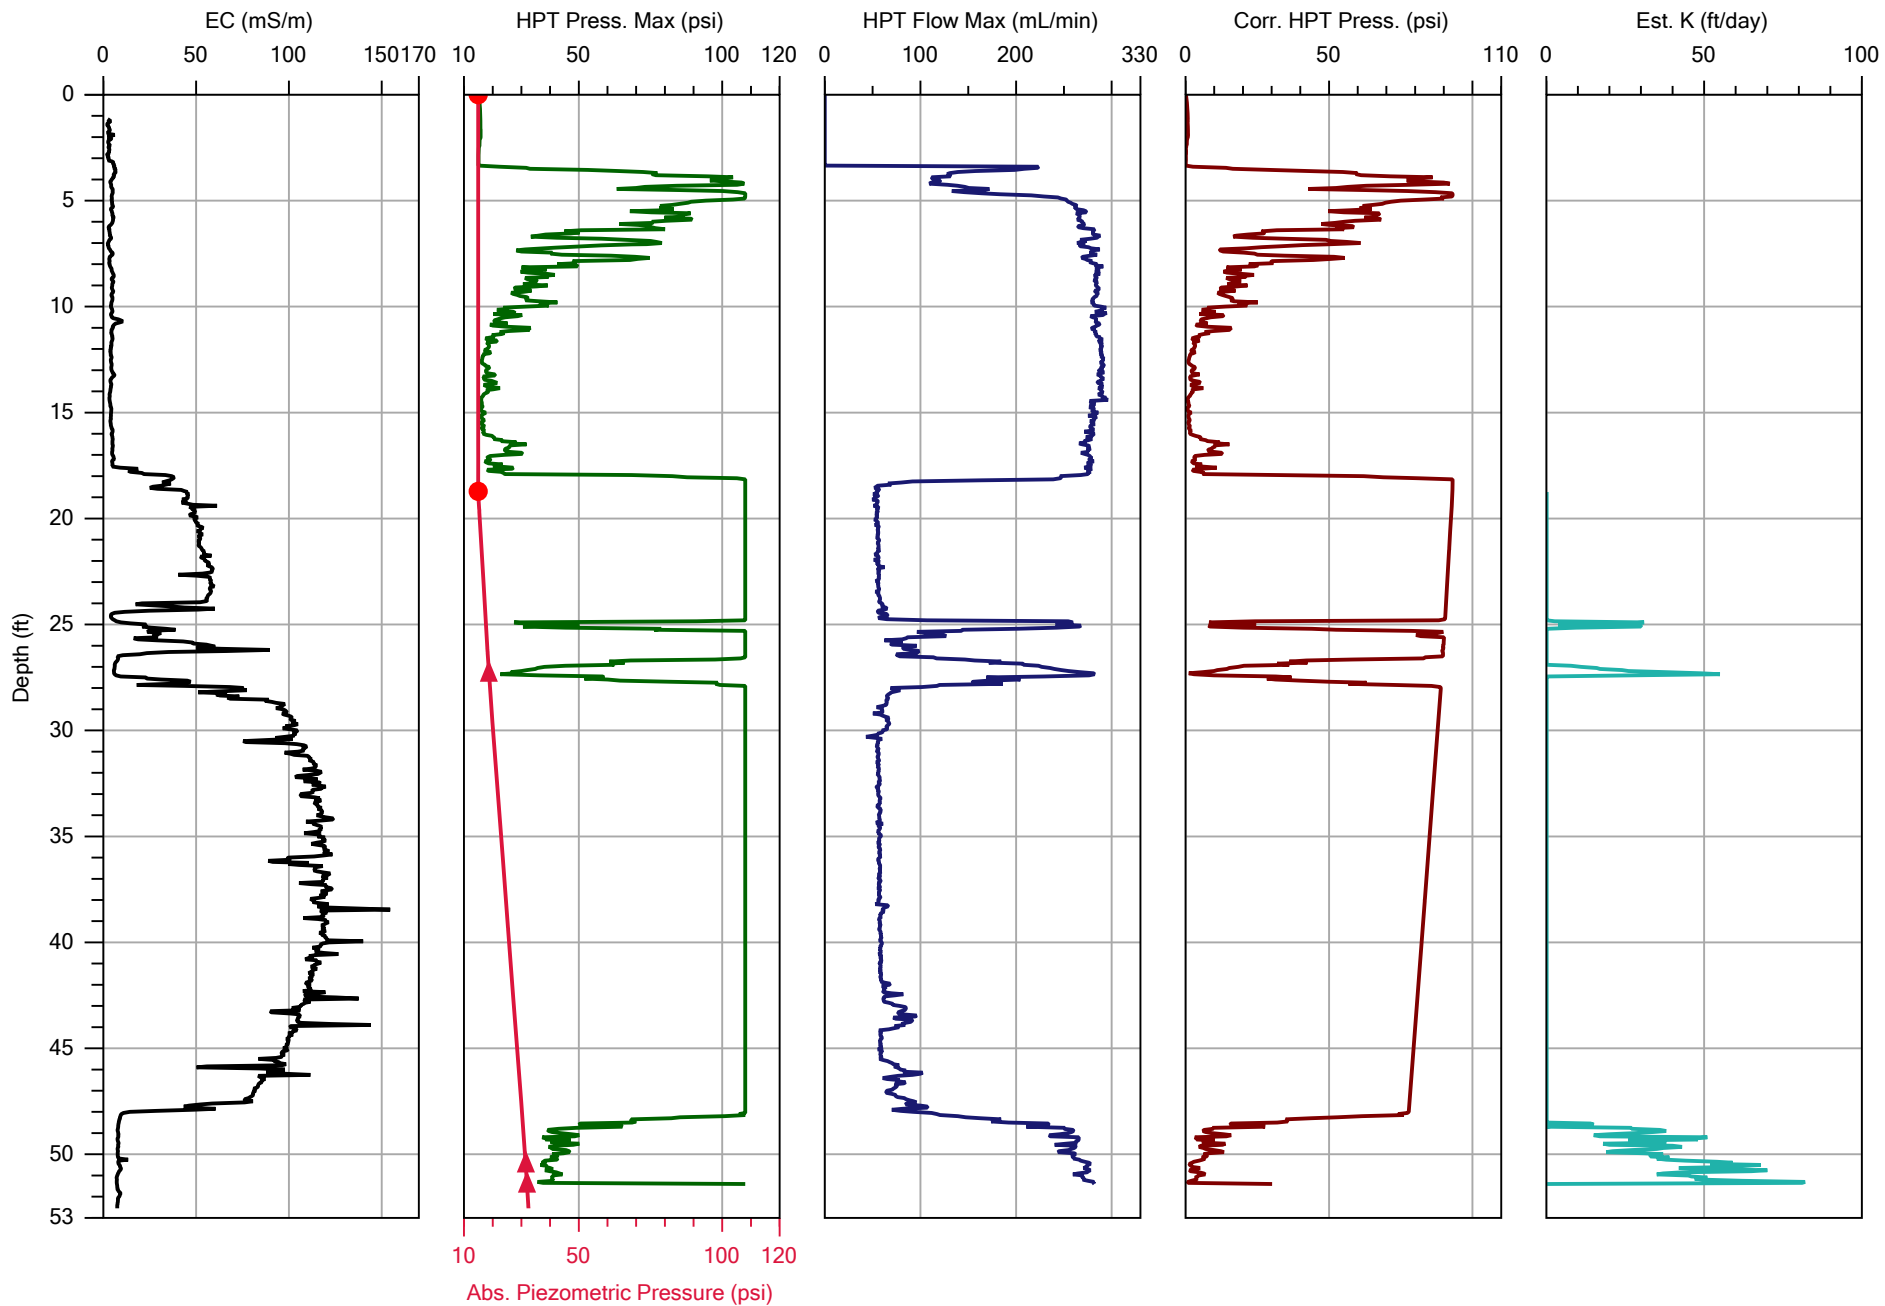 EC (mS/m) HPT Press. Max (psi) HPT Flow Max (mL/min) Corr. HPT Press. (psi) Est. K (ft/day)
0 50 100 150 170 10 50 100 120 0 100 200 330 0 50 110 0 50 100
0
5
10
15
20
25
30
35
40
45
50
53
Depth (ft)
10 50 100 120
Abs. Piezometric Pressure (psi)